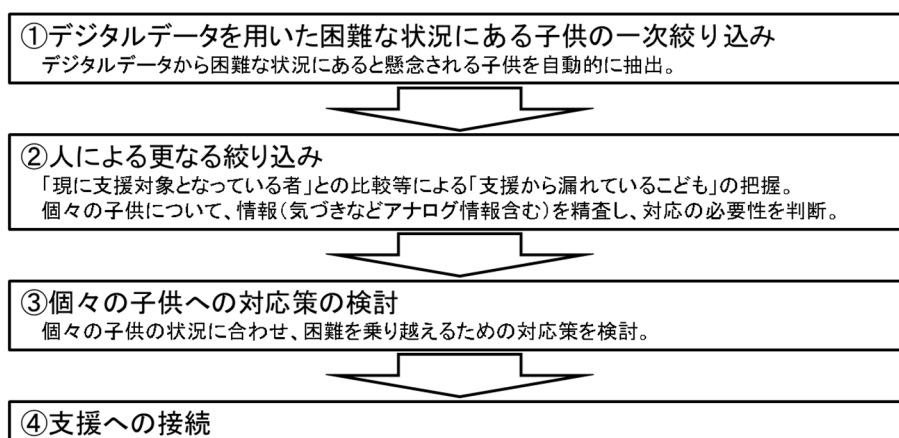 ①デジタルデータを用いた困難な状況にある子供の一次絞り込み
デジタルデータから困難な状況にあると懸念される子供を自動的に抽出。
②人による更なる絞り込み
「現に支援対象となっている者」との比較等による「支援から漏れているこども」の把握。
個々の子供について、情報(気づきなどアナログ情報含む)を精査し、対応の必要性を判断。
③個々の子供への対応策の検討
個々の子供の状況に合わせ、困難を乗り越えるための対応策を検討。
④支援への接続